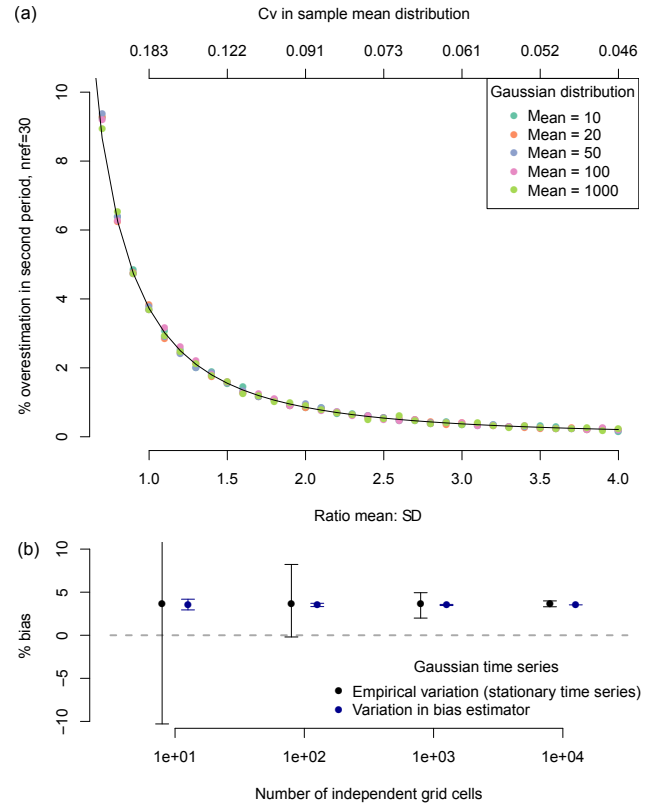 (a)
Cv in sample mean distribution
0.183 0.122 0.091 0.073 0.061 0.052 0.046
% overestimation in second period, nref=30
10
8
6
4
2
0
Gaussian distribution
Mean = 10
Mean = 20
Mean = 50
Mean = 100
Mean = 1000
1.0 1.5 2.0 2.5 3.0 3.5 4.0
Ratio mean: SD
(b)
% bias
10
5
0
−5
−10
Gaussian time series
Empirical variation (stationary time series)
Variation in bias estimator
1e+01 1e+02 1e+03 1e+04
Number of independent grid cells